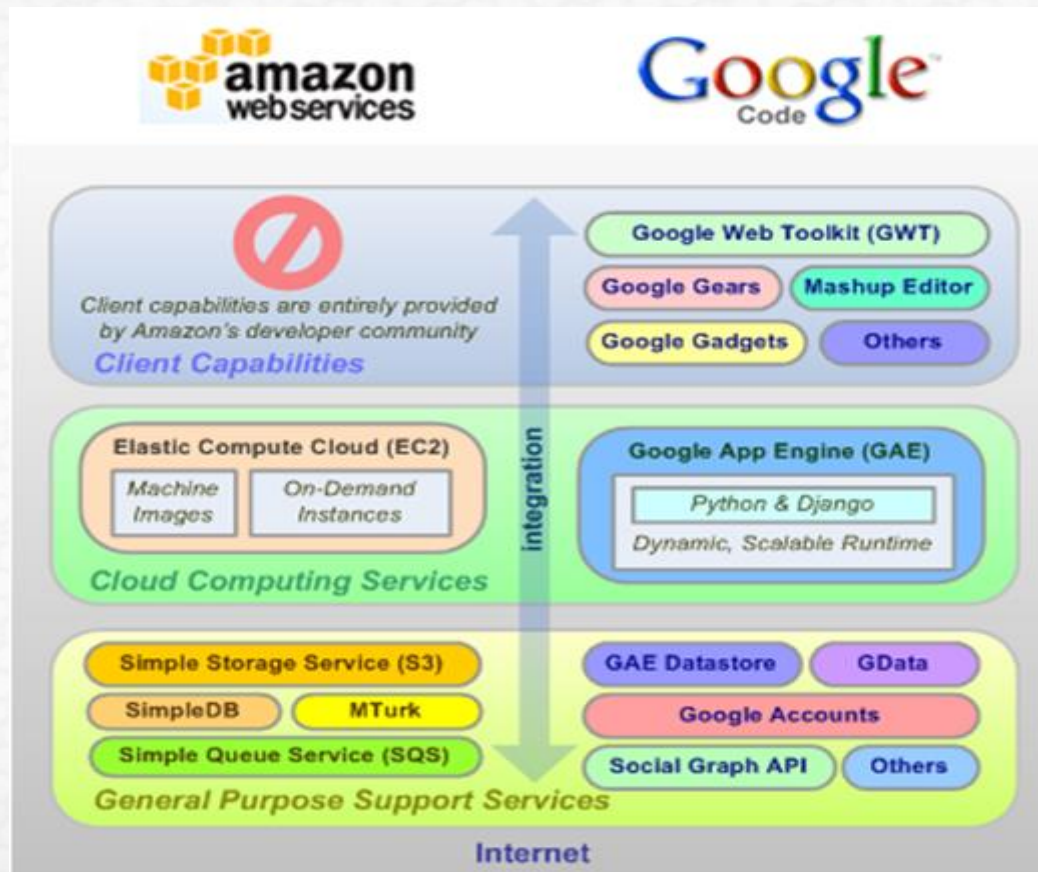 amazon
webservices
Google™
Code
Client capabilities are entirely provided
by Amazon's developer community
Client Capabilities
Google Web Toolkit (GWT)
Google Gears
Mashup Editor
Google Gadgets
Others
integration
Elastic Compute Cloud (EC2)
Machine
Images
On-Demand
Instances
Cloud Computing Services
Google App Engine (GAE)
Python & Django
Dynamic, Scalable Runtime
Simple Storage Service (S3)
SimpleDB
MTurk
Simple Queue Service (SQS)
General Purpose Support Services
GAE Datastore
GData
Google Accounts
Social Graph API
Others
Internet